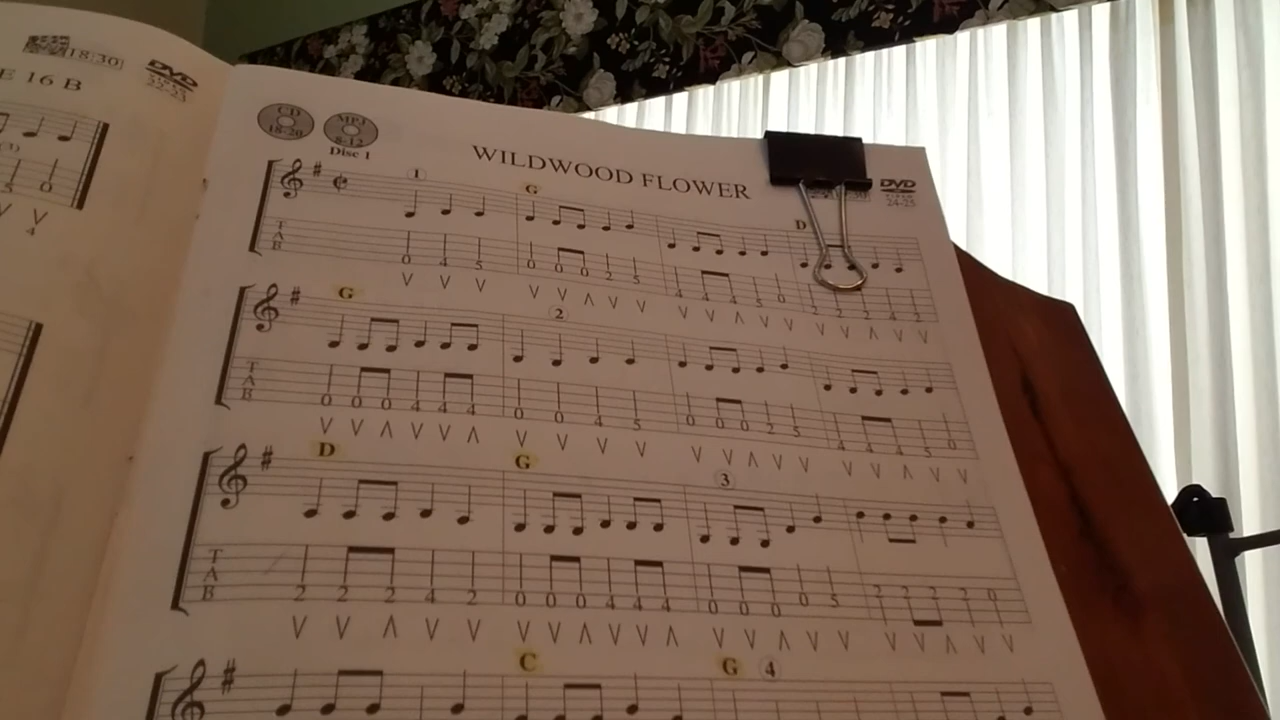 18:30
DVD
22-23
E 16 B
CD
18-20
MP3
8-12
Disc 1
WILDWOOD FLOWER
DVD
24-25
1
G
D
T
A
B
0 4 5 0 0 0 2 5 4 4 4 5 0 2 2 2 4 2
G
2
T
A
B
0 0 0 4 4 4 0 0 4 5 0 0 0 2 5 4 4 4 5 0
D
G
3
T
A
B
2 2 2 4 2 0 0 0 4 4 4 0 0 0 0 5 2 2 2 2 0
C
G
4